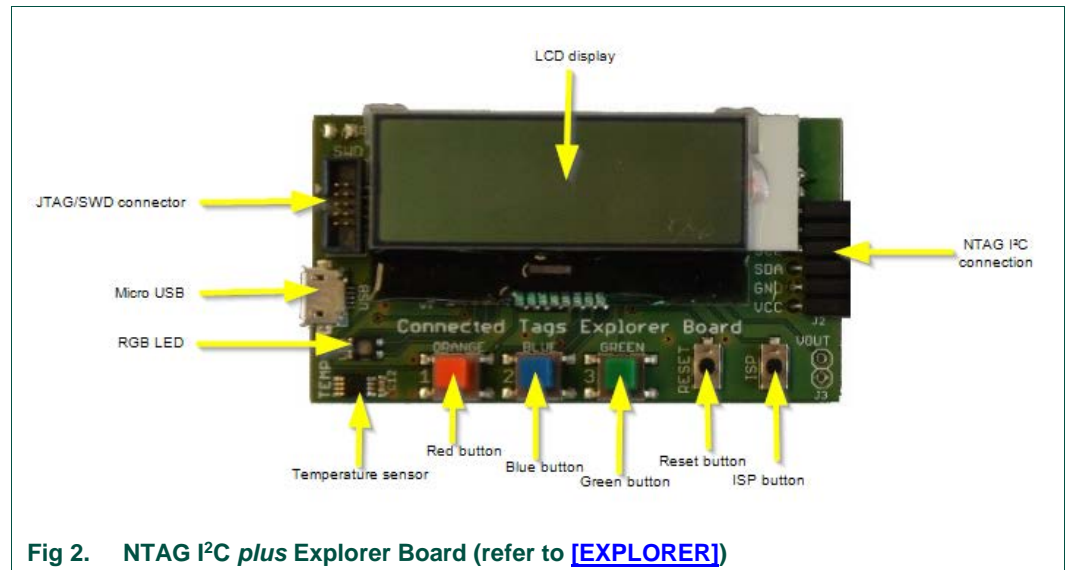 LCD display
SWD
JTAG/SWD connector
NTAG I²C
connection
SDA
GND
VCC
Micro USB
USB
J2
Connected Tags Explorer Board
VOUT
RGB LED
ORANGE
BLUE
GREEN
RESET
ISP
TEMP
1
2
3
J3
Red button
Blue button
Green button
Reset button
ISP button
Temperature sensor
Fig 2. NTAG I²C plus Explorer Board (refer to [EXPLORER])